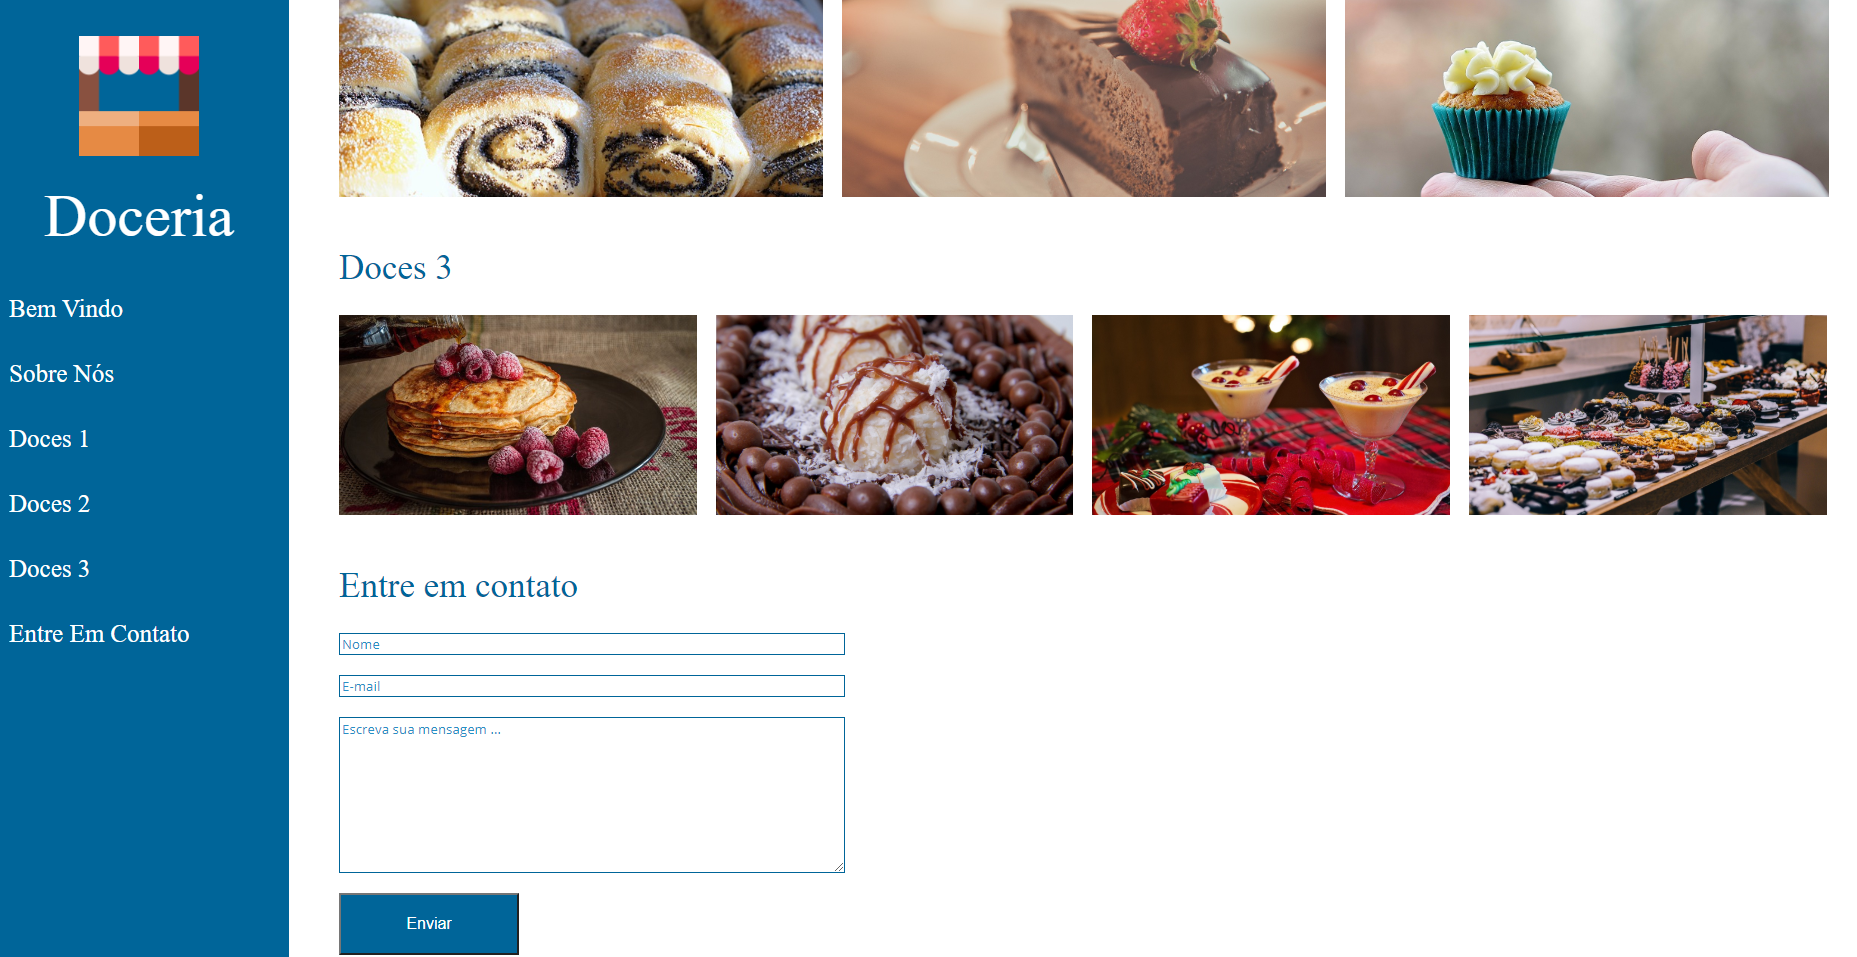 Doceria
Bem Vindo
Sobre Nós
Doces 1
Doces 2
Doces 3
Entre Em Contato
Doces 3
Entre em contato
Nome
E-mail
Escreva sua mensagem ...
Enviar